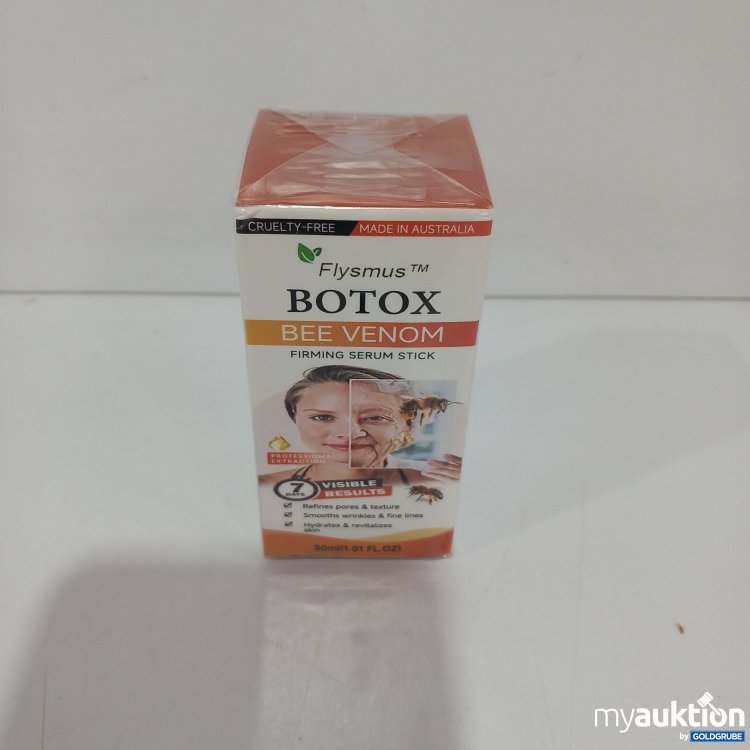 CRUELTY-FREE MADE IN AUSTRALIA
Flysmus™
BOTOX
BEE VENOM
FIRMING SERUM STICK
PROFESSIONAL
EXTRACTION
7
DAYS
VISIBLE
RESULTS
Refines pores & texture
Smooths wrinkles & fine lines
Hydrates & revitalizes
skin
30ml(1.01 FL.OZ)
myauktion
by GOLDGRUBE